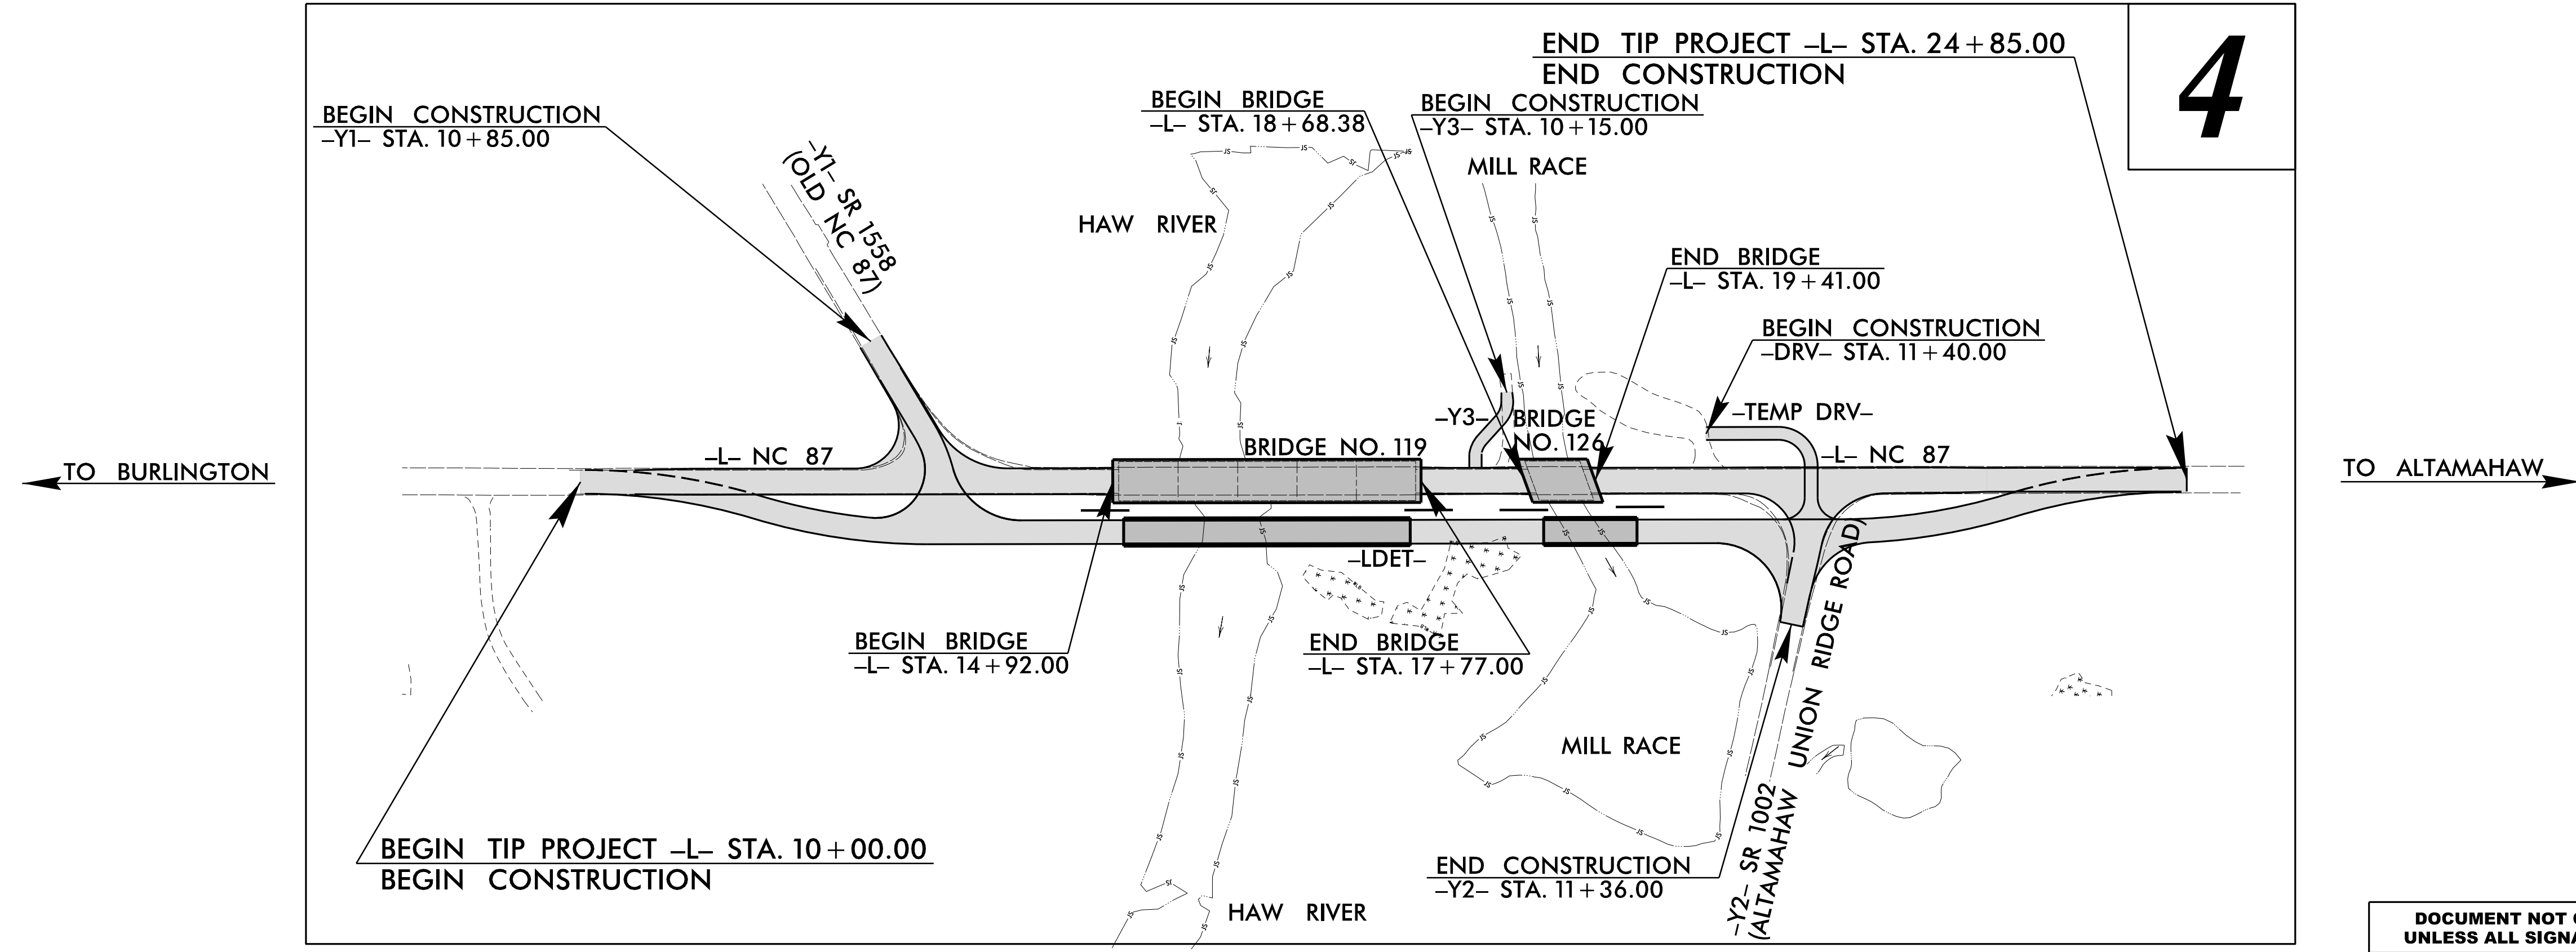 4
END TIP PROJECT –L– STA. 24+85.00
END CONSTRUCTION
BEGIN CONSTRUCTION
–Y1– STA. 10+85.00
BEGIN BRIDGE
–L– STA. 18+68.38
BEGIN CONSTRUCTION
–Y3– STA. 10+15.00
MILL RACE
–Y1– SR 1558
(OLD NC 87)
HAW RIVER
END BRIDGE
–L– STA. 19+41.00
BEGIN CONSTRUCTION
–DRV– STA. 11+40.00
–TEMP DRV–
–Y3–
BRIDGE
NO. 126
BRIDGE NO. 119
–L– NC 87
–L– NC 87
TO BURLINGTON
TO ALTAMAHAW
–LDET–
BEGIN BRIDGE
–L– STA. 14+92.00
END BRIDGE
–L– STA. 17+77.00
MILL RACE
–Y2– SR 1002
(ALTAMAHAW UNION RIDGE ROAD)
BEGIN TIP PROJECT –L– STA. 10+00.00
BEGIN CONSTRUCTION
END CONSTRUCTION
–Y2– STA. 11+36.00
HAW RIVER
DOCUMENT NOT
UNLESS ALL